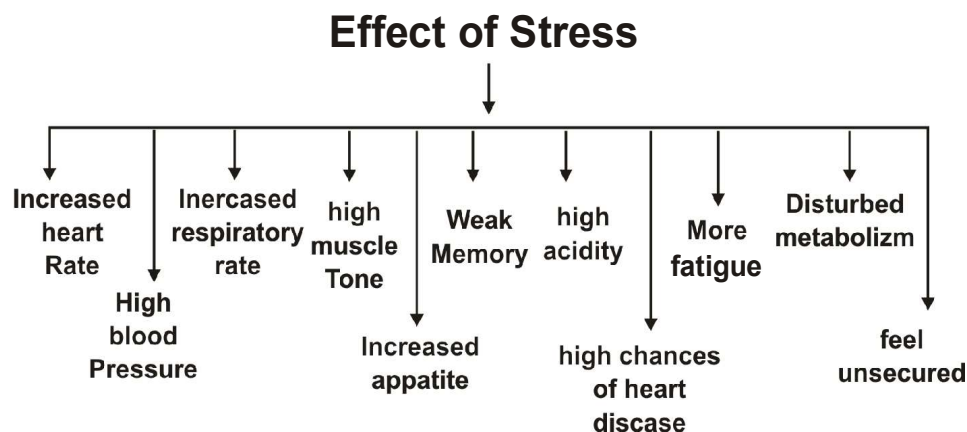 Effect of Stress
Increased
heart
Rate
High
blood
Pressure
Inercased
respiratory
rate
high
muscle
Tone
Increased
appatite
Weak
Memory
high
acidity
high chances
of heart
discase
More
fatigue
Disturbed
metabolizm
feel
unsecured